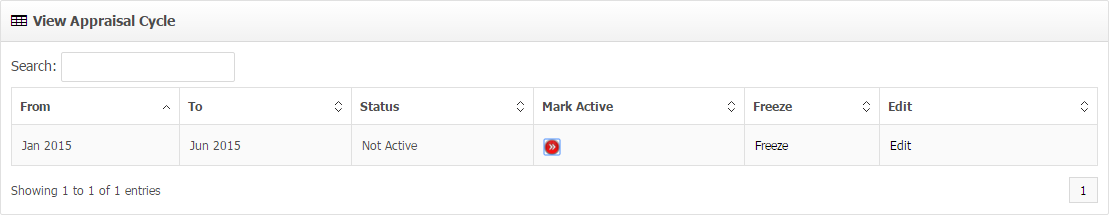 View Appraisal Cycle
Search:
From To Status Mark Active Freeze Edit
Jan 2015 Jun 2015 Not Active Freeze Edit
Showing 1 to 1 of 1 entries 1